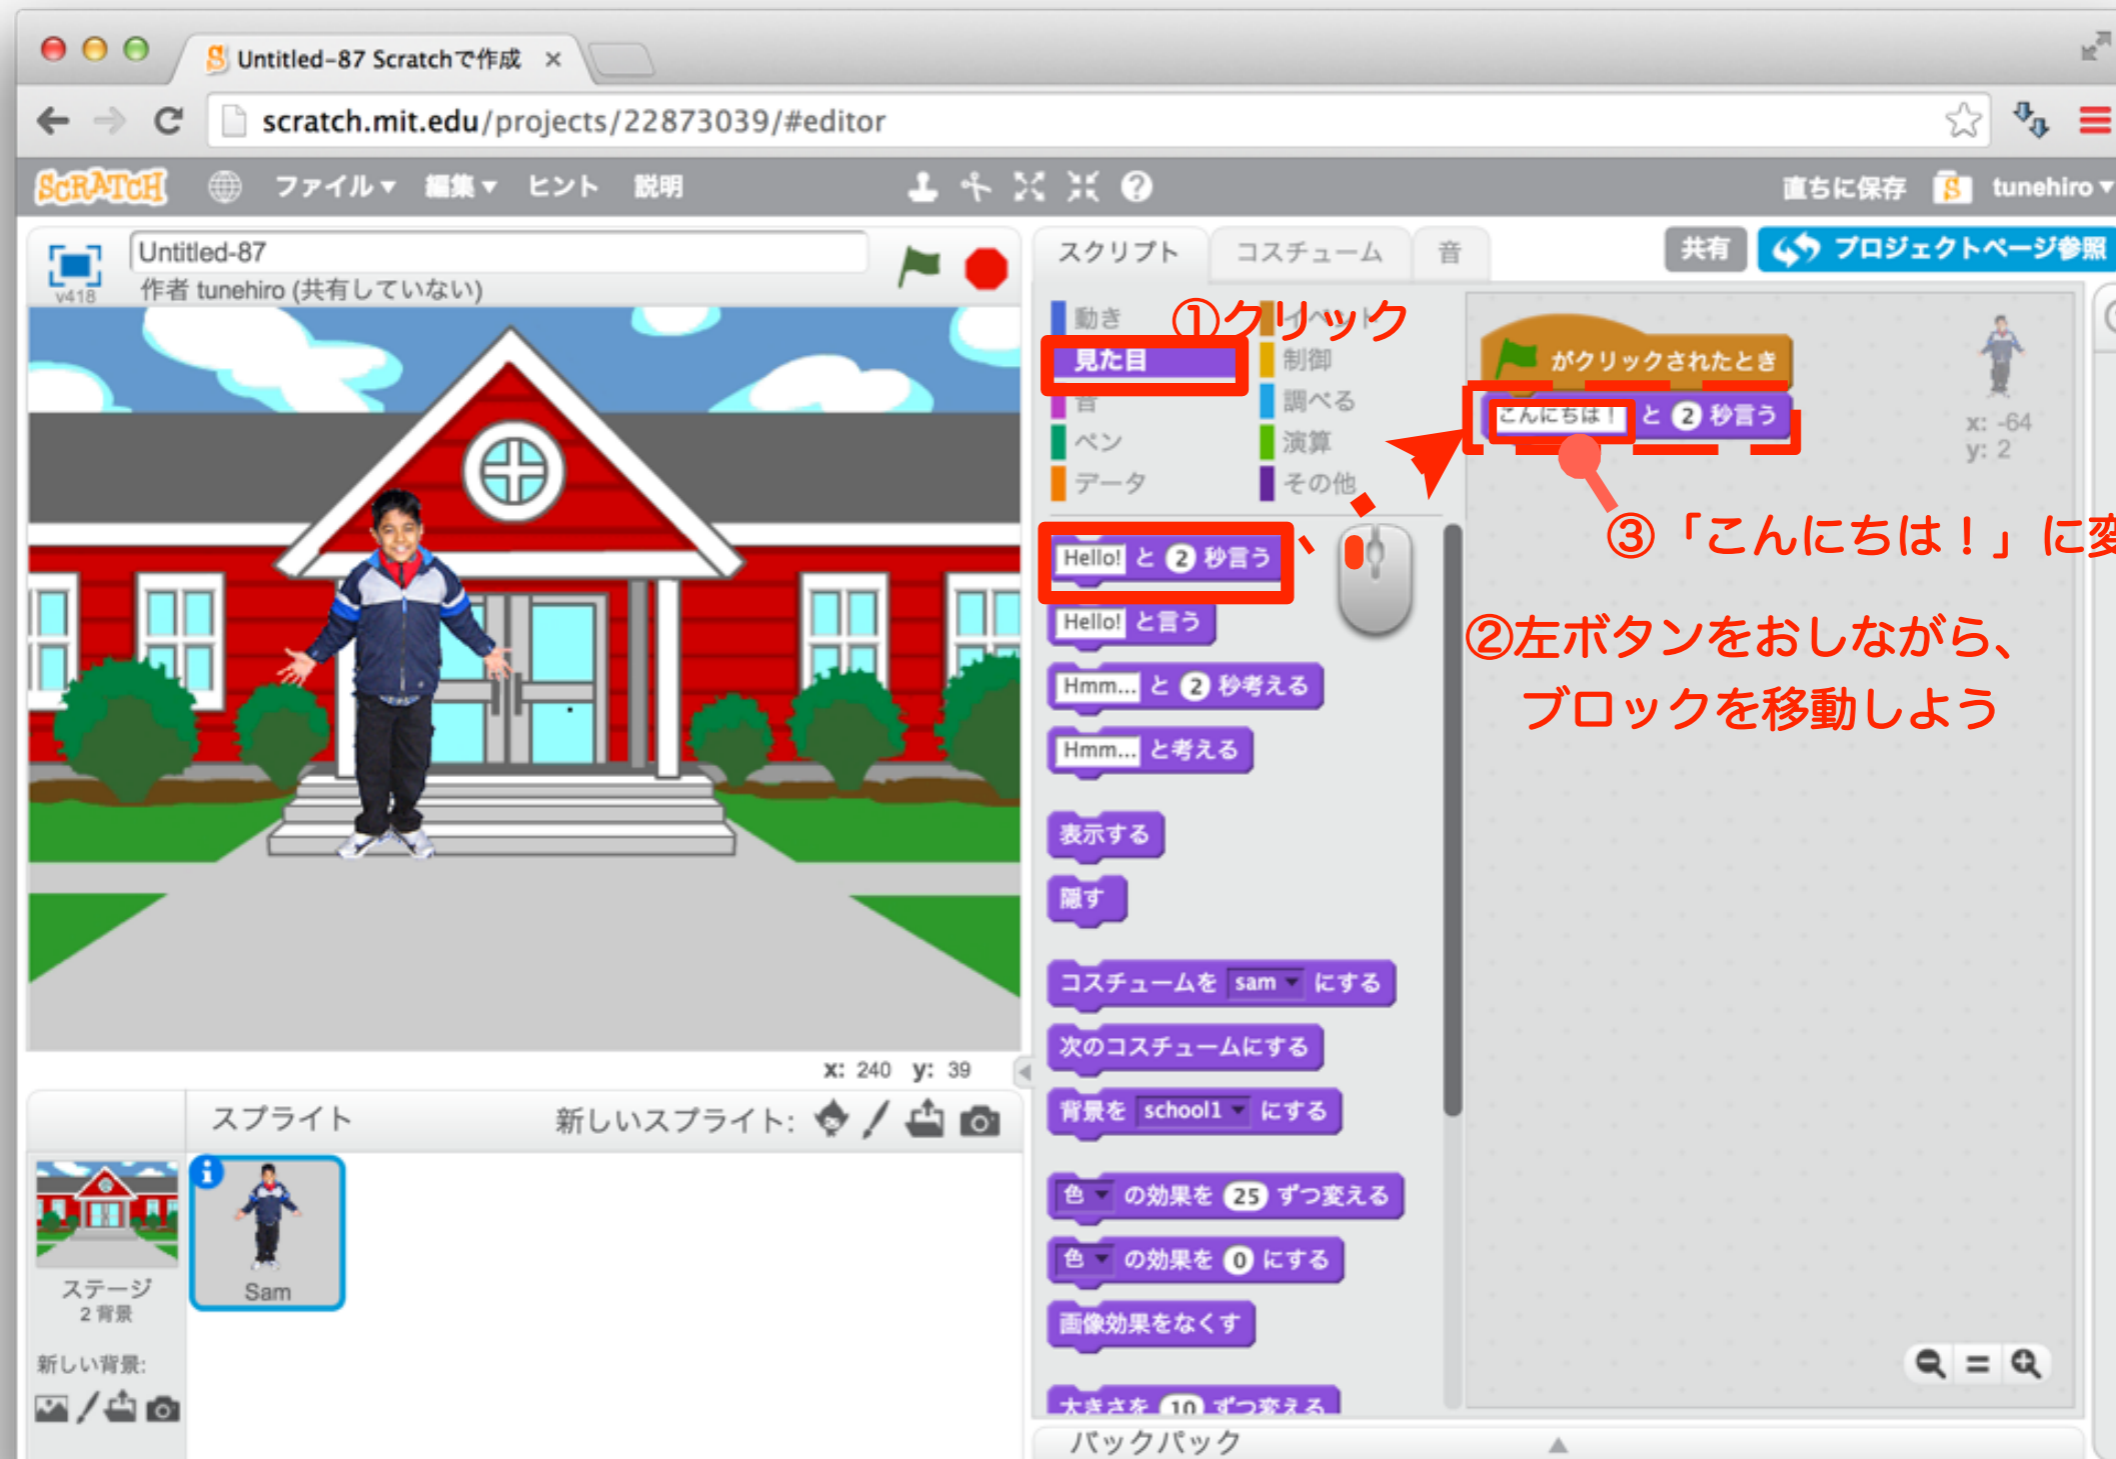 Untitled-87 Scratchで作成
scratch.mit.edu/projects/22873039/#editor
SCRATCH ファイル 編集 ヒント 説明 直ちに保存 tunehiro
Untitled-87
作者 tunehiro (共有していない)
v418
スクリプト コスチューム 音 共有 プロジェクトページ参照
①クリック
動き イベント
見た目 制御
音 調べる
ペン 演算
データ その他
がクリックされたとき
こんにちは！ と 2 秒言う
x: -64
y: 2
③「こんにちは！」に変
②左ボタンをおしながら、
ブロックを移動しよう
Hello! と 2 秒言う
Hello! と言う
Hmm... と 2 秒考える
Hmm... と考える
表示する
隠す
コスチュームを sam にする
次のコスチュームにする
背景を school1 にする
色 の効果を 25 ずつ変える
色 の効果を 0 にする
画像効果をなくす
大きさを 10 ずつ変える
x: 240 y: 39
スプライト 新しいスプライト:
ステージ
2 背景
Sam
新しい背景:
バックパック